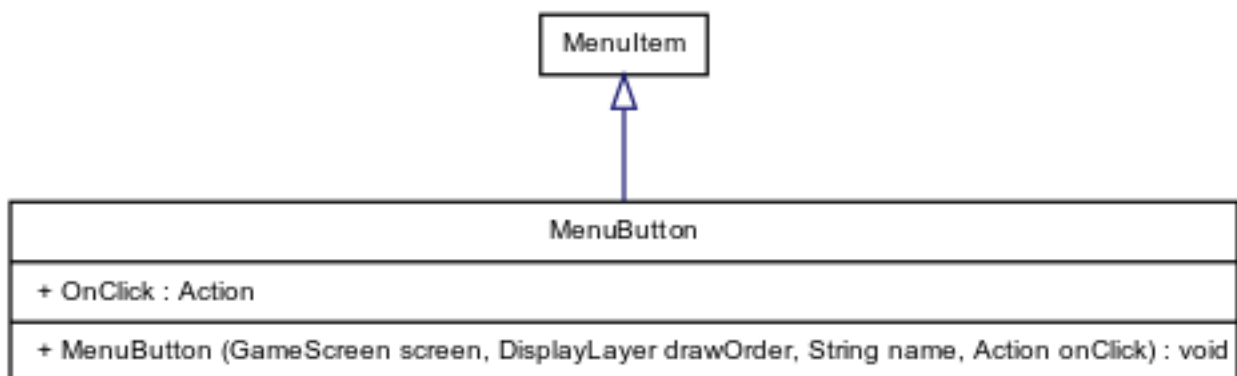 MenuItem
MenuButton
+ OnClick : Action
+ MenuButton (GameScreen screen, DisplayLayer drawOrder, String name, Action onClick) : void